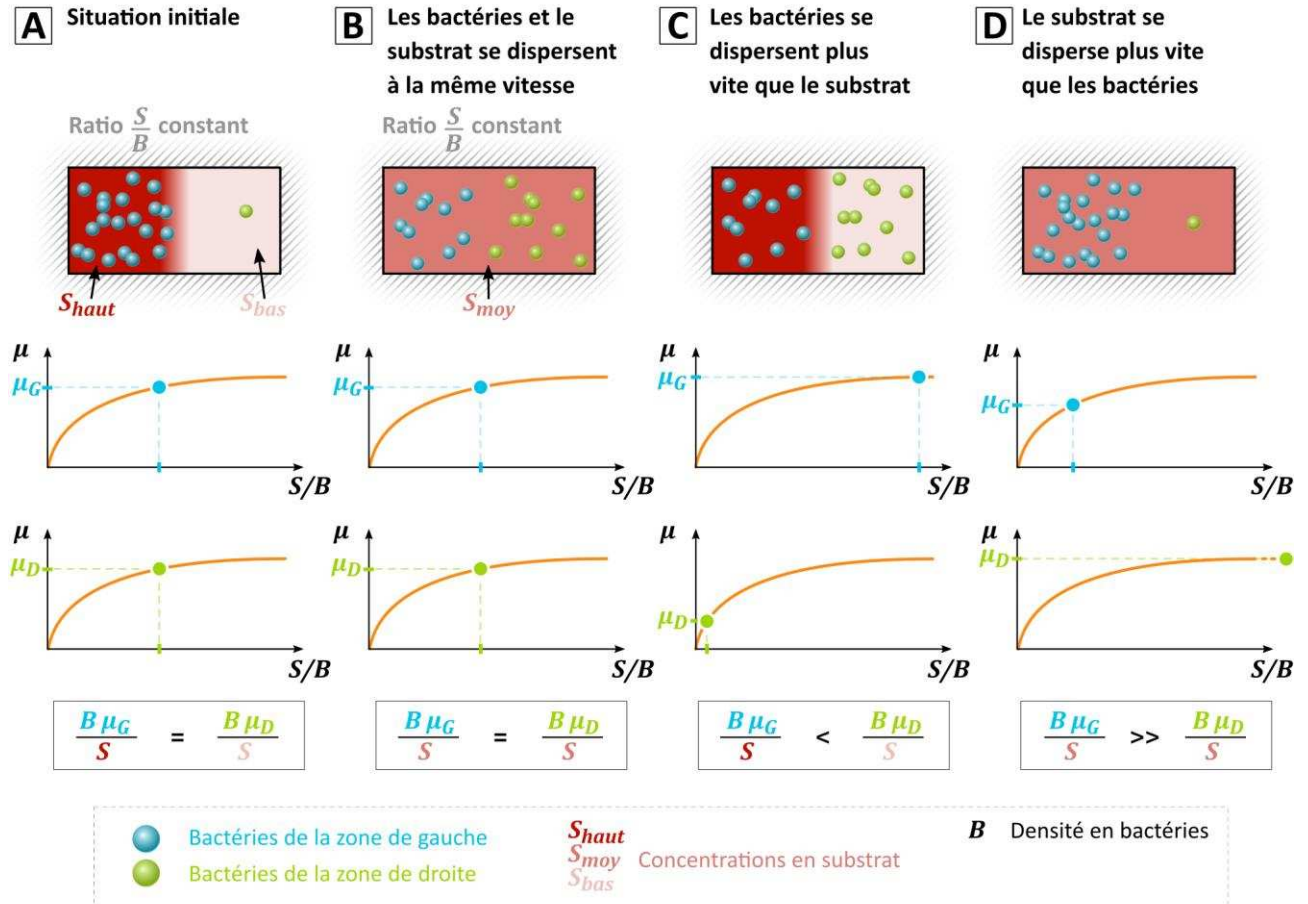 A Situation initiale
B Les bactéries et le
substrat se dispersent
à la même vitesse
C Les bactéries se
dispersent plus
vite que le substrat
D Le substrat se
disperse plus vite
que les bactéries
Ratio S/B constant
Ratio S/B constant
S_haut
S_bas
S_moy
μ
μ_G
S/B
μ
μ_G
S/B
μ
μ_G
S/B
μ
μ_G
S/B
μ
μ_D
S/B
μ
μ_D
S/B
μ
μ_D
S/B
μ
μ_D
S/B
B μ_G / S = B μ_D / S
B μ_G / S = B μ_D / S
B μ_G / S < B μ_D / S
B μ_G / S >> B μ_D / S
Bactéries de la zone de gauche
Bactéries de la zone de droite
S_haut
S_moy Concentrations en substrat
S_bas
B Densité en bactéries